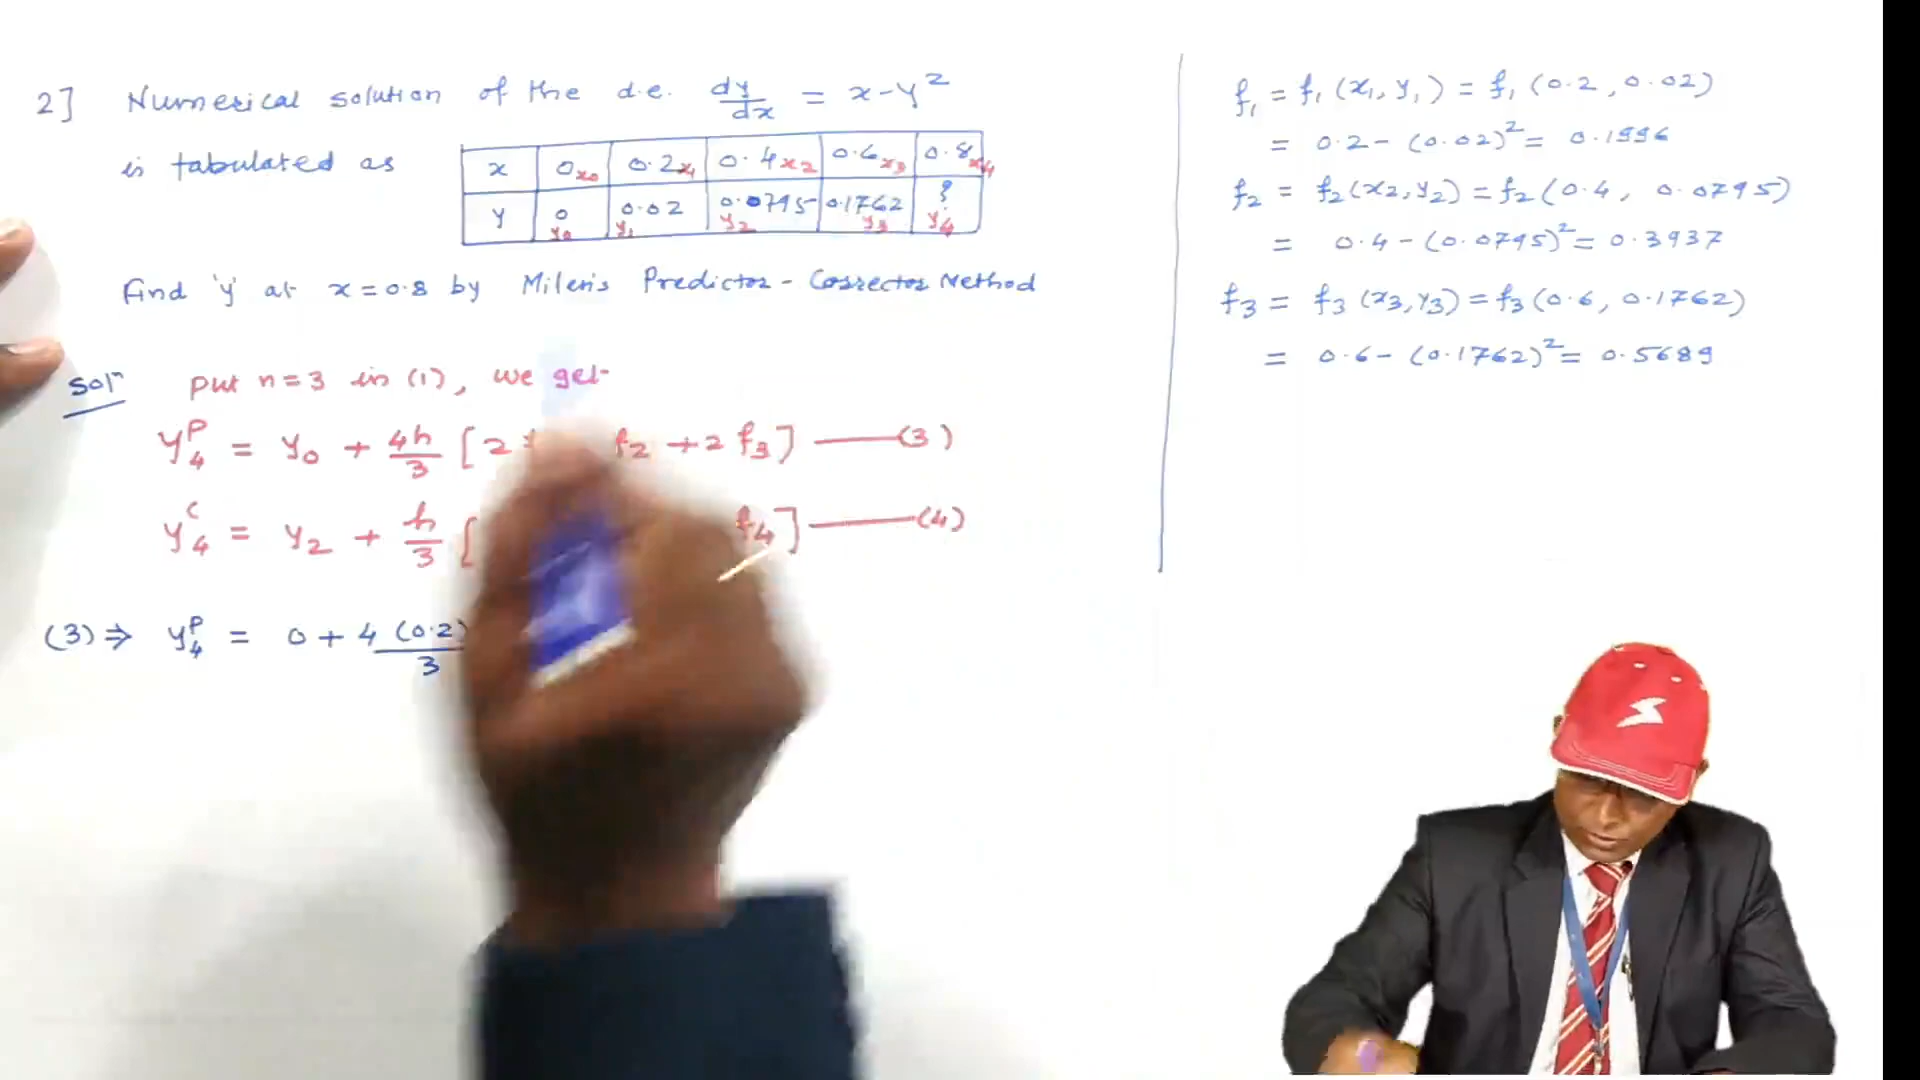 2] Numerical solution of the d.e. dy/dx = x-y²
is tabulated as
x 0 x0 0.2 x1 0.4 x2 0.6 x3 0.8 x4
y 0 y0 0.02 y1 0.0795 y2 0.1762 y3 ? y4
Find 'y' at x=0.8 by Milen's Predictor - Corrector Method
Solⁿ put n=3 in (1), we get
y₄ᴾ = y₀ + 4h/3 [2 f₂ +2 f₃] —— (3)
y₄ᶜ = y₂ + h/3 [ f₄] —— (4)
(3) ⇒ y₄ᴾ = 0 + 4 (0.2)/3
f₁ = f₁ (x₁, y₁) = f₁ (0.2, 0.02)
= 0.2 - (0.02)² = 0.1996
f₂ = f₂ (x₂, y₂) = f₂ (0.4, 0.0795)
= 0.4 - (0.0795)² = 0.3937
f₃ = f₃ (x₃, y₃) = f₃ (0.6, 0.1762)
= 0.6 - (0.1762)² = 0.5689